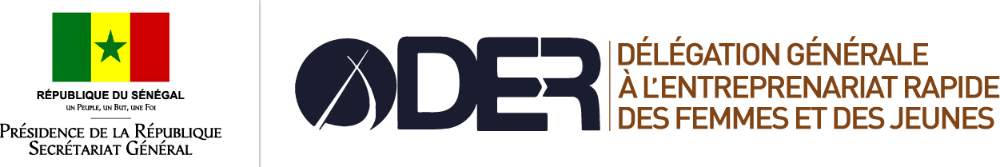 RÉPUBLIQUE DU SÉNÉGAL
UN PEUPLE, UN BUT, UNE FOI
PRÉSIDENCE DE LA RÉPUBLIQUE
SECRÉTARIAT GÉNÉRAL
DER
DÉLÉGATION GÉNÉRALE
À L'ENTREPRENARIAT RAPIDE
DES FEMMES ET DES JEUNES